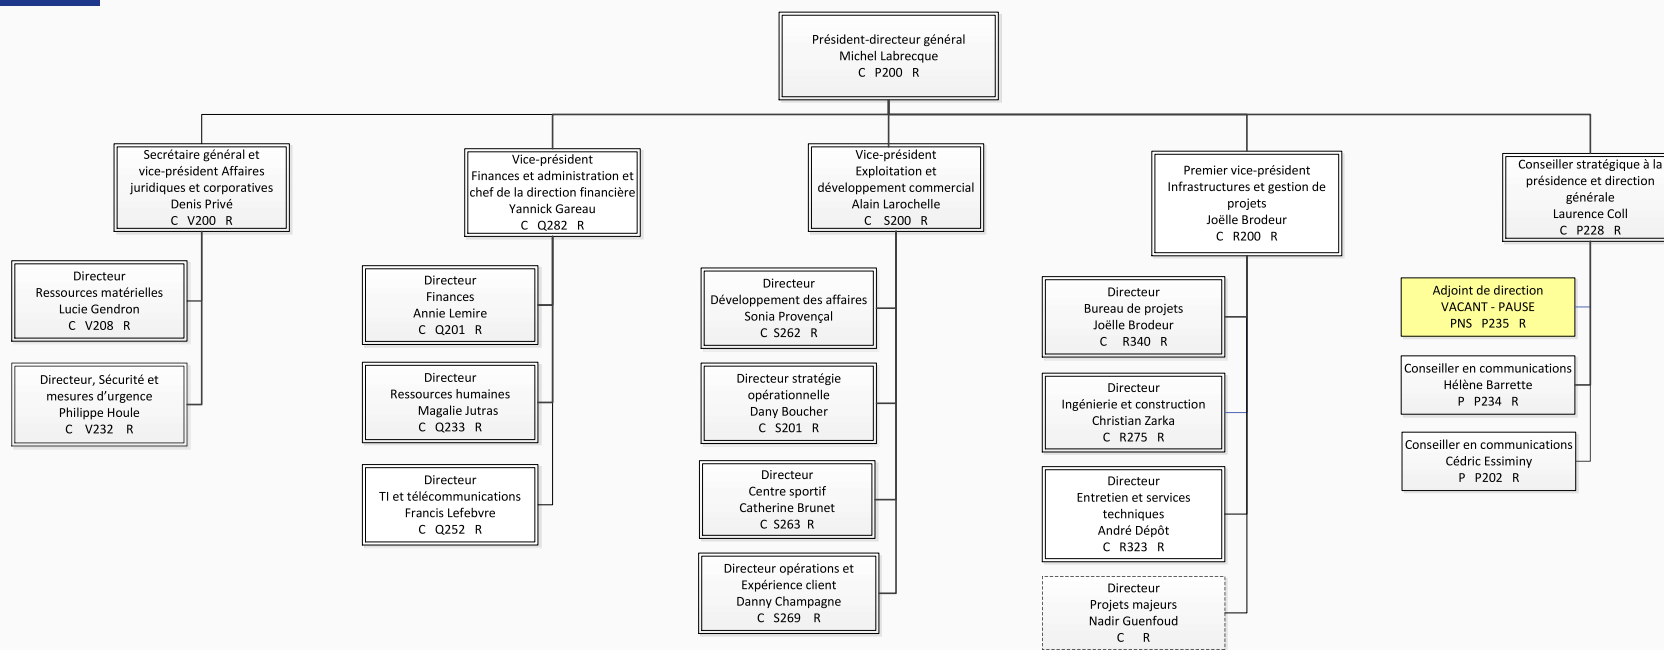 Président-directeur général
Michel Labrecque
C P200 R
Secrétaire général et
vice-président Affaires
juridiques et corporatives
Denis Privé
C V200 R
Directeur
Ressources matérielles
Lucie Gendron
C V208 R
Directeur, Sécurité et
mesures d’urgence
Philippe Houle
C V232 R
Vice-président
Finances et administration et
chef de la direction financière
Yannick Gareau
C Q282 R
Directeur
Finances
Annie Lemire
C Q201 R
Directeur
Ressources humaines
Magalie Jutras
C Q233 R
Directeur
TI et télécommunications
Francis Lefebvre
C Q252 R
Vice-président
Exploitation et
développement commercial
Alain Larochelle
C S200 R
Directeur
Développement des affaires
Sonia Provençal
C S262 R
Directeur stratégie
opérationnelle
Dany Boucher
C S201 R
Directeur
Centre sportif
Catherine Brunet
C S263 R
Directeur opérations et
Expérience client
Danny Champagne
C S269 R
Premier vice-président
Infrastructures et gestion de
projets
Joëlle Brodeur
C R200 R
Directeur
Bureau de projets
Joëlle Brodeur
C R340 R
Directeur
Ingénierie et construction
Christian Zarka
C R275 R
Directeur
Entretien et services
techniques
André Dépôt
C R323 R
Directeur
Projets majeurs
Nadir Guenfoud
C R
Conseiller stratégique à la
présidence et direction
générale
Laurence Coll
C P228 R
Adjoint de direction
VACANT - PAUSE
PNS P235 R
Conseiller en communications
Hélène Barrette
P P234 R
Conseiller en communications
Cédric Essiminy
P P202 R